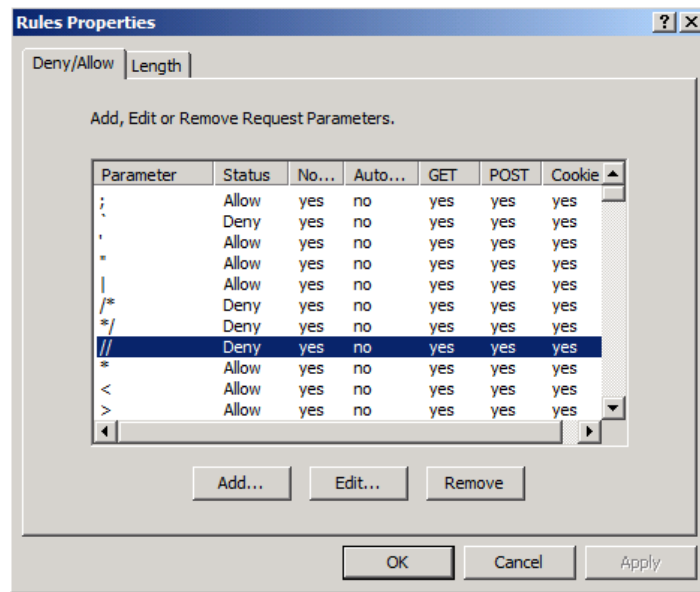 Rules Properties
Deny/Allow Length
Add, Edit or Remove Request Parameters.
Parameter Status No... Auto... GET POST Cookie
; Allow yes no yes yes yes
` Deny yes no yes yes yes
' Allow yes no yes yes yes
" Allow yes no yes yes yes
| Allow yes no yes yes yes
/* Deny yes no yes yes yes
*/ Deny yes no yes yes yes
// Deny yes no yes yes yes
* Allow yes no yes yes yes
< Allow yes no yes yes yes
> Allow yes no yes yes yes
Add... Edit... Remove
OK Cancel Apply